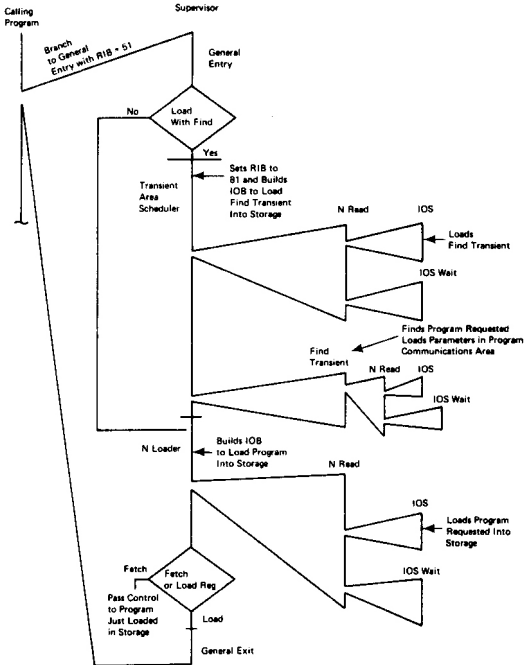 Calling
Program
Supervisor
Branch
to General
Entry with RIB = 51
General
Entry
No
Load
With Find
Yes
Transient
Area
Scheduler
Sets RIB to
81 and Builds
IOB to Load
Find Transient
Into Storage
N Read
IOS
Loads
Find Transient
IOS Wait
Finds Program Requested
Loads Parameters in Program
Communications Area
Find
Transient
N Read
IOS
IOS Wait
N Loader
Builds IOB
to Load Program
Into Storage
N Read
IOS
Loads Program
Requested Into
Storage
IOS Wait
Fetch
Fetch
or Load Reg
Pass Control
to Program
Just Loaded
in Storage
Load
General Exit